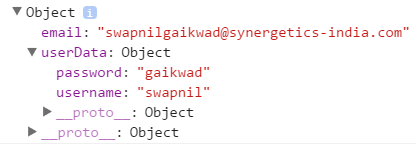 Object i
email: "swapnilgaikwad@synergetics-india.com"
userData: Object
password: "gaikwad"
username: "swapnil"
__proto__: Object
__proto__: Object